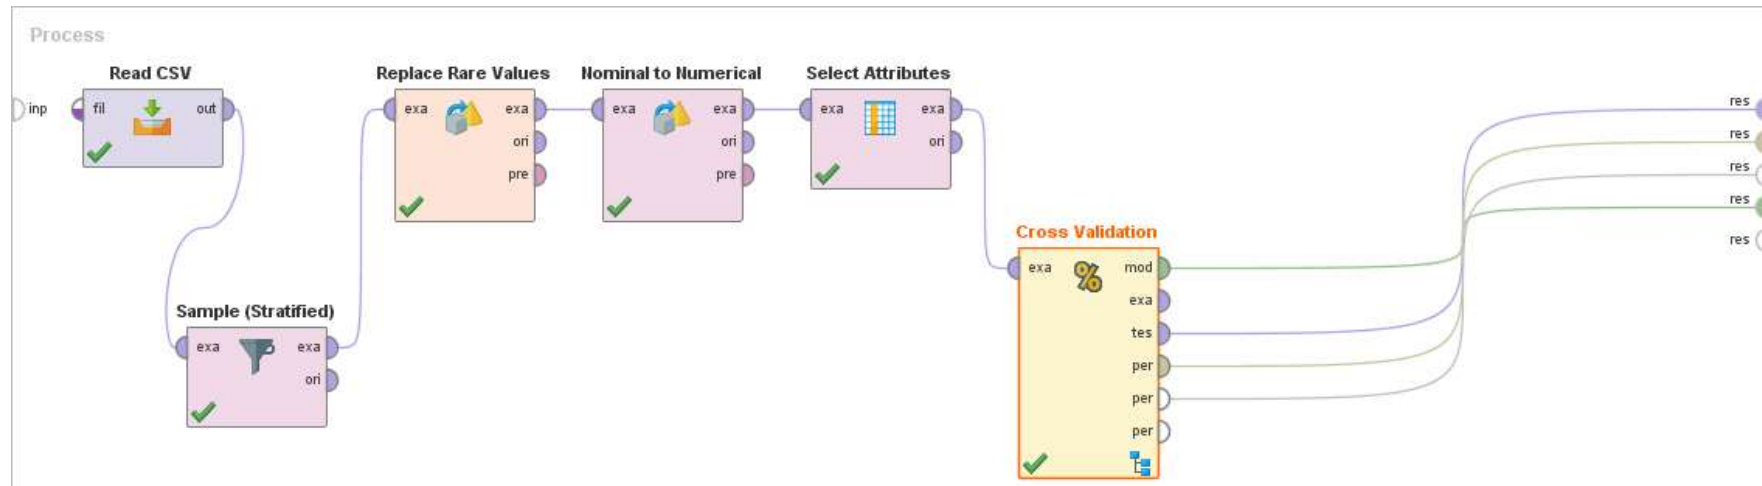 Process
Read CSV
inp
fil
out
Sample (Stratified)
exa
exa
ori
Replace Rare Values
exa
exa
ori
pre
Nominal to Numerical
exa
exa
ori
pre
Select Attributes
exa
exa
ori
Cross Validation
exa
mod
exa
tes
per
per
per
%
res
res
res
res
res